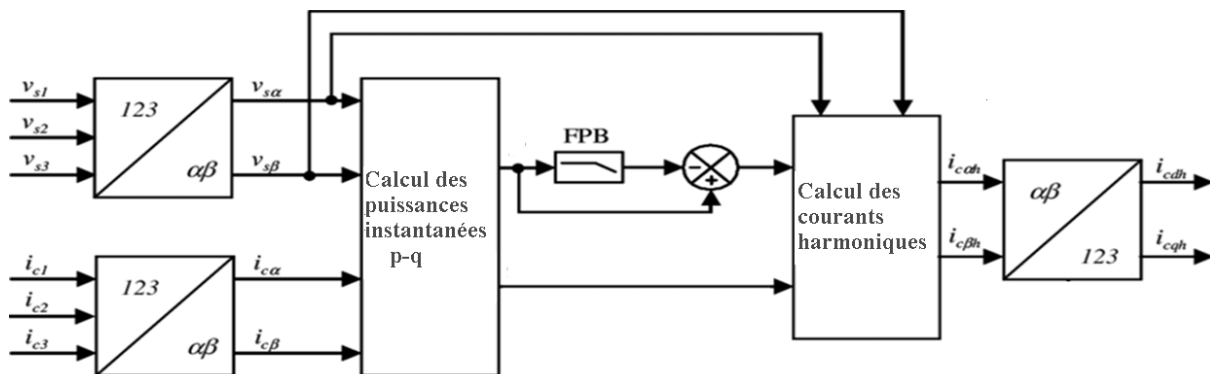 v_s1
v_s2
v_s3
123
αβ
v_sα
v_sβ
i_c1
i_c2
i_c3
123
αβ
i_cα
i_cβ
Calcul des
puissances
instantanées
p-q
FPB
-
+
Calcul des
courants
harmoniques
i_cαh
i_cβh
αβ
123
i_cdh
i_cqh